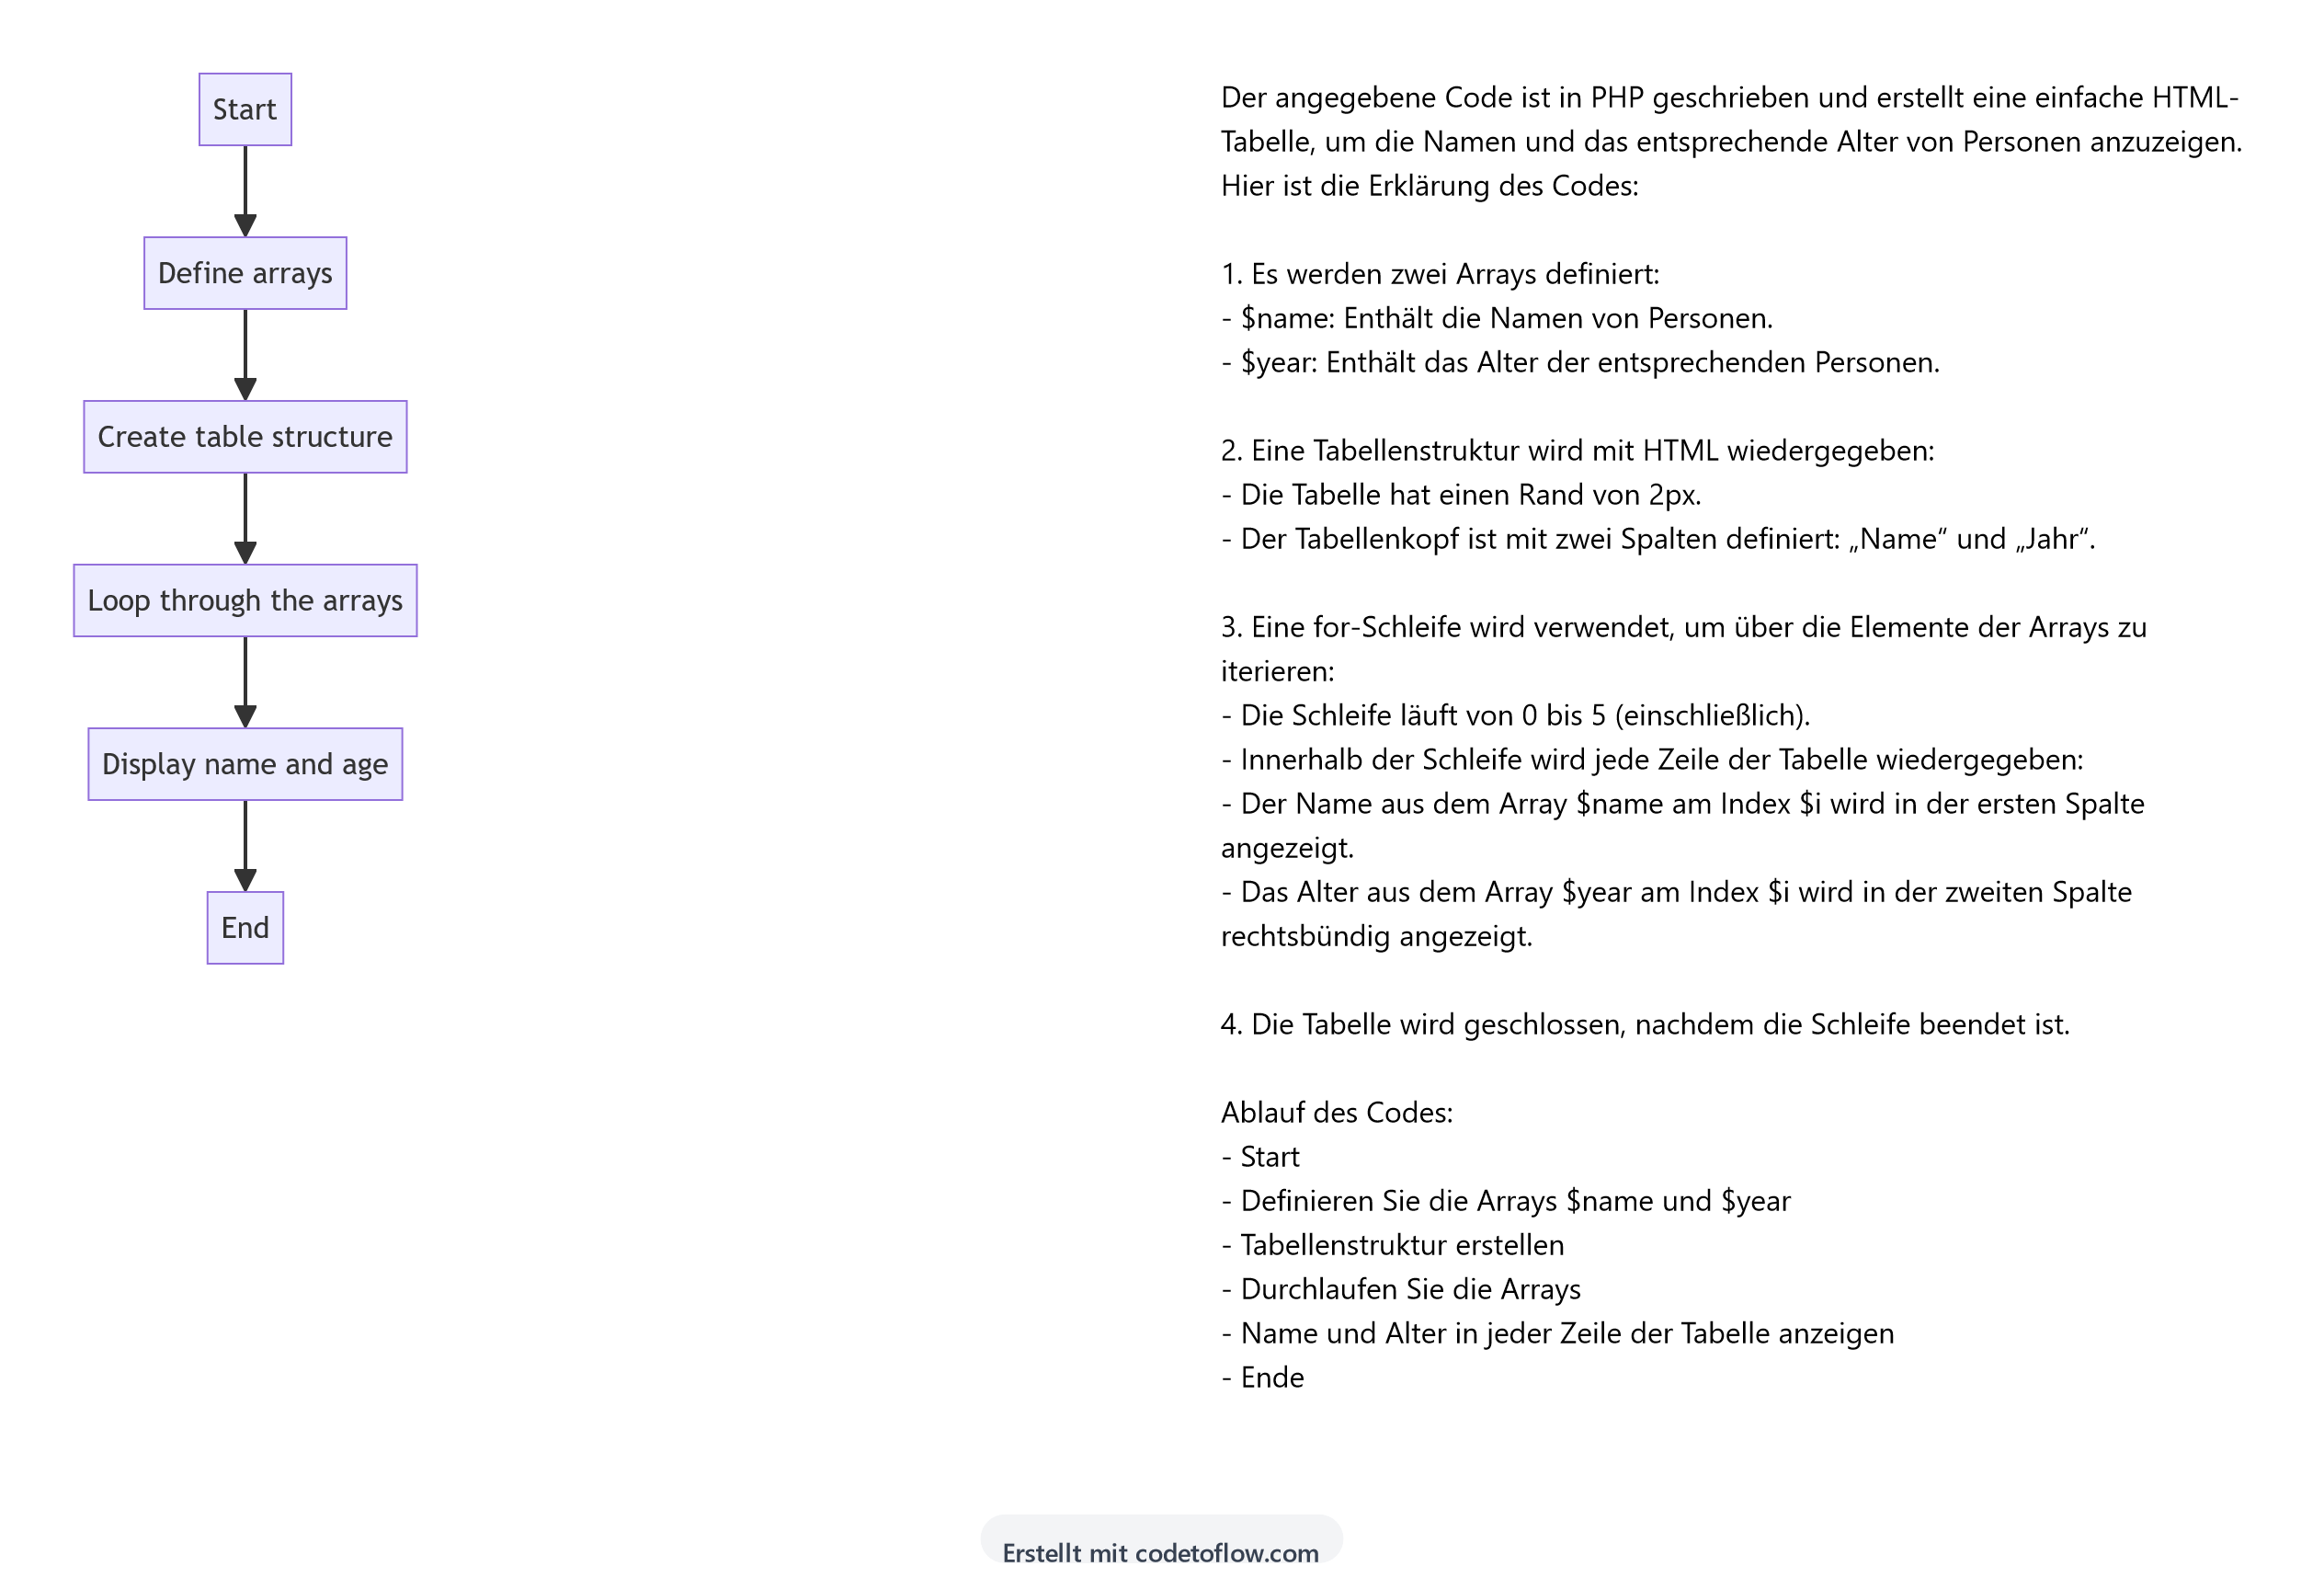 Start
Define arrays
Create table structure
Loop through the arrays
Display name and age
End
Der angegebene Code ist in PHP geschrieben und erstellt eine einfache HTML-
Tabelle, um die Namen und das entsprechende Alter von Personen anzuzeigen.
Hier ist die Erklärung des Codes:
1. Es werden zwei Arrays definiert:
- $name: Enthält die Namen von Personen.
- $year: Enthält das Alter der entsprechenden Personen.
2. Eine Tabellenstruktur wird mit HTML wiedergegeben:
- Die Tabelle hat einen Rand von 2px.
- Der Tabellenkopf ist mit zwei Spalten definiert: „Name“ und „Jahr“.
3. Eine for-Schleife wird verwendet, um über die Elemente der Arrays zu
iterieren:
- Die Schleife läuft von 0 bis 5 (einschließlich).
- Innerhalb der Schleife wird jede Zeile der Tabelle wiedergegeben:
- Der Name aus dem Array $name am Index $i wird in der ersten Spalte
angezeigt.
- Das Alter aus dem Array $year am Index $i wird in der zweiten Spalte
rechtsbündig angezeigt.
4. Die Tabelle wird geschlossen, nachdem die Schleife beendet ist.
Ablauf des Codes:
- Start
- Definieren Sie die Arrays $name und $year
- Tabellenstruktur erstellen
- Durchlaufen Sie die Arrays
- Name und Alter in jeder Zeile der Tabelle anzeigen
- Ende
Erstellt mit codetoflow.com